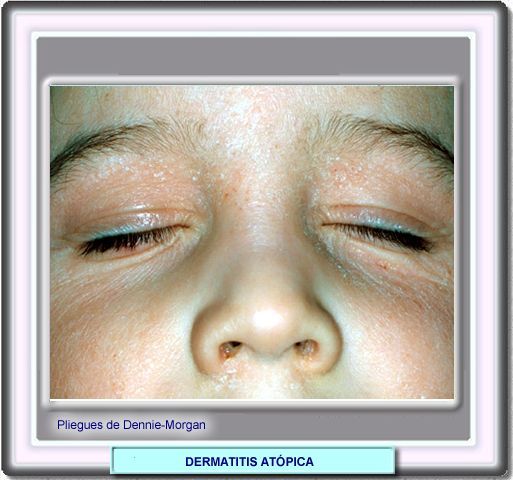 Pliegues de Dennie-Morgan
DERMATITIS ATÓPICA